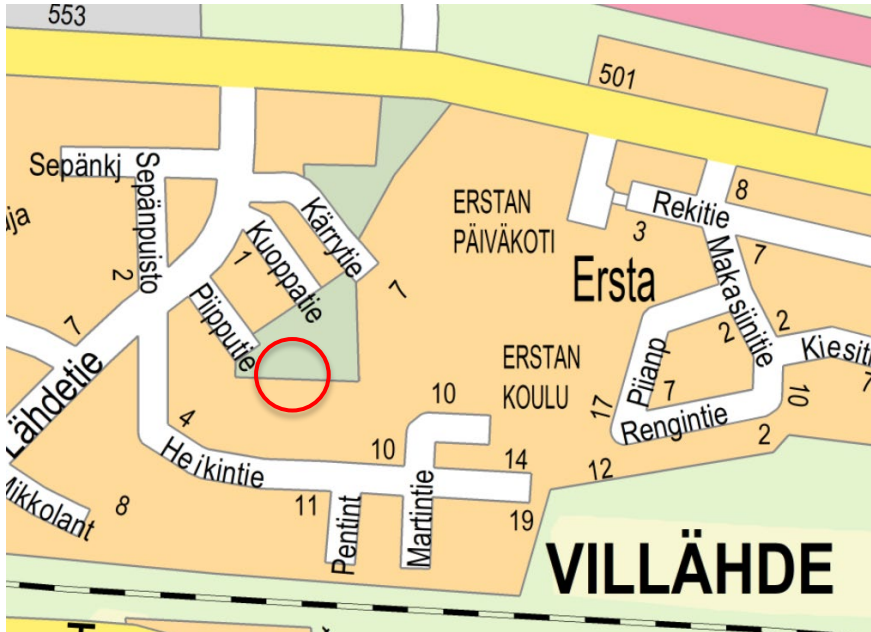 553
501
Sepänkj
Sepänpuisto
ERSTAN
PÄIVÄKOTI
8
Rekitie
3
7
Kärrytie
Kuoppatie
1
7
Ersta
Makasiinitie
2
Piipputie
2
2
7
Kiesiti
ERSTAN
KOULU
Piianp
7
7
10
17
Rengintie
2
Lähdetie
4
10
10
Heikintie
14
12
8
11
19
Mikkolant
Pentint
Martintie
VILLÄHDE